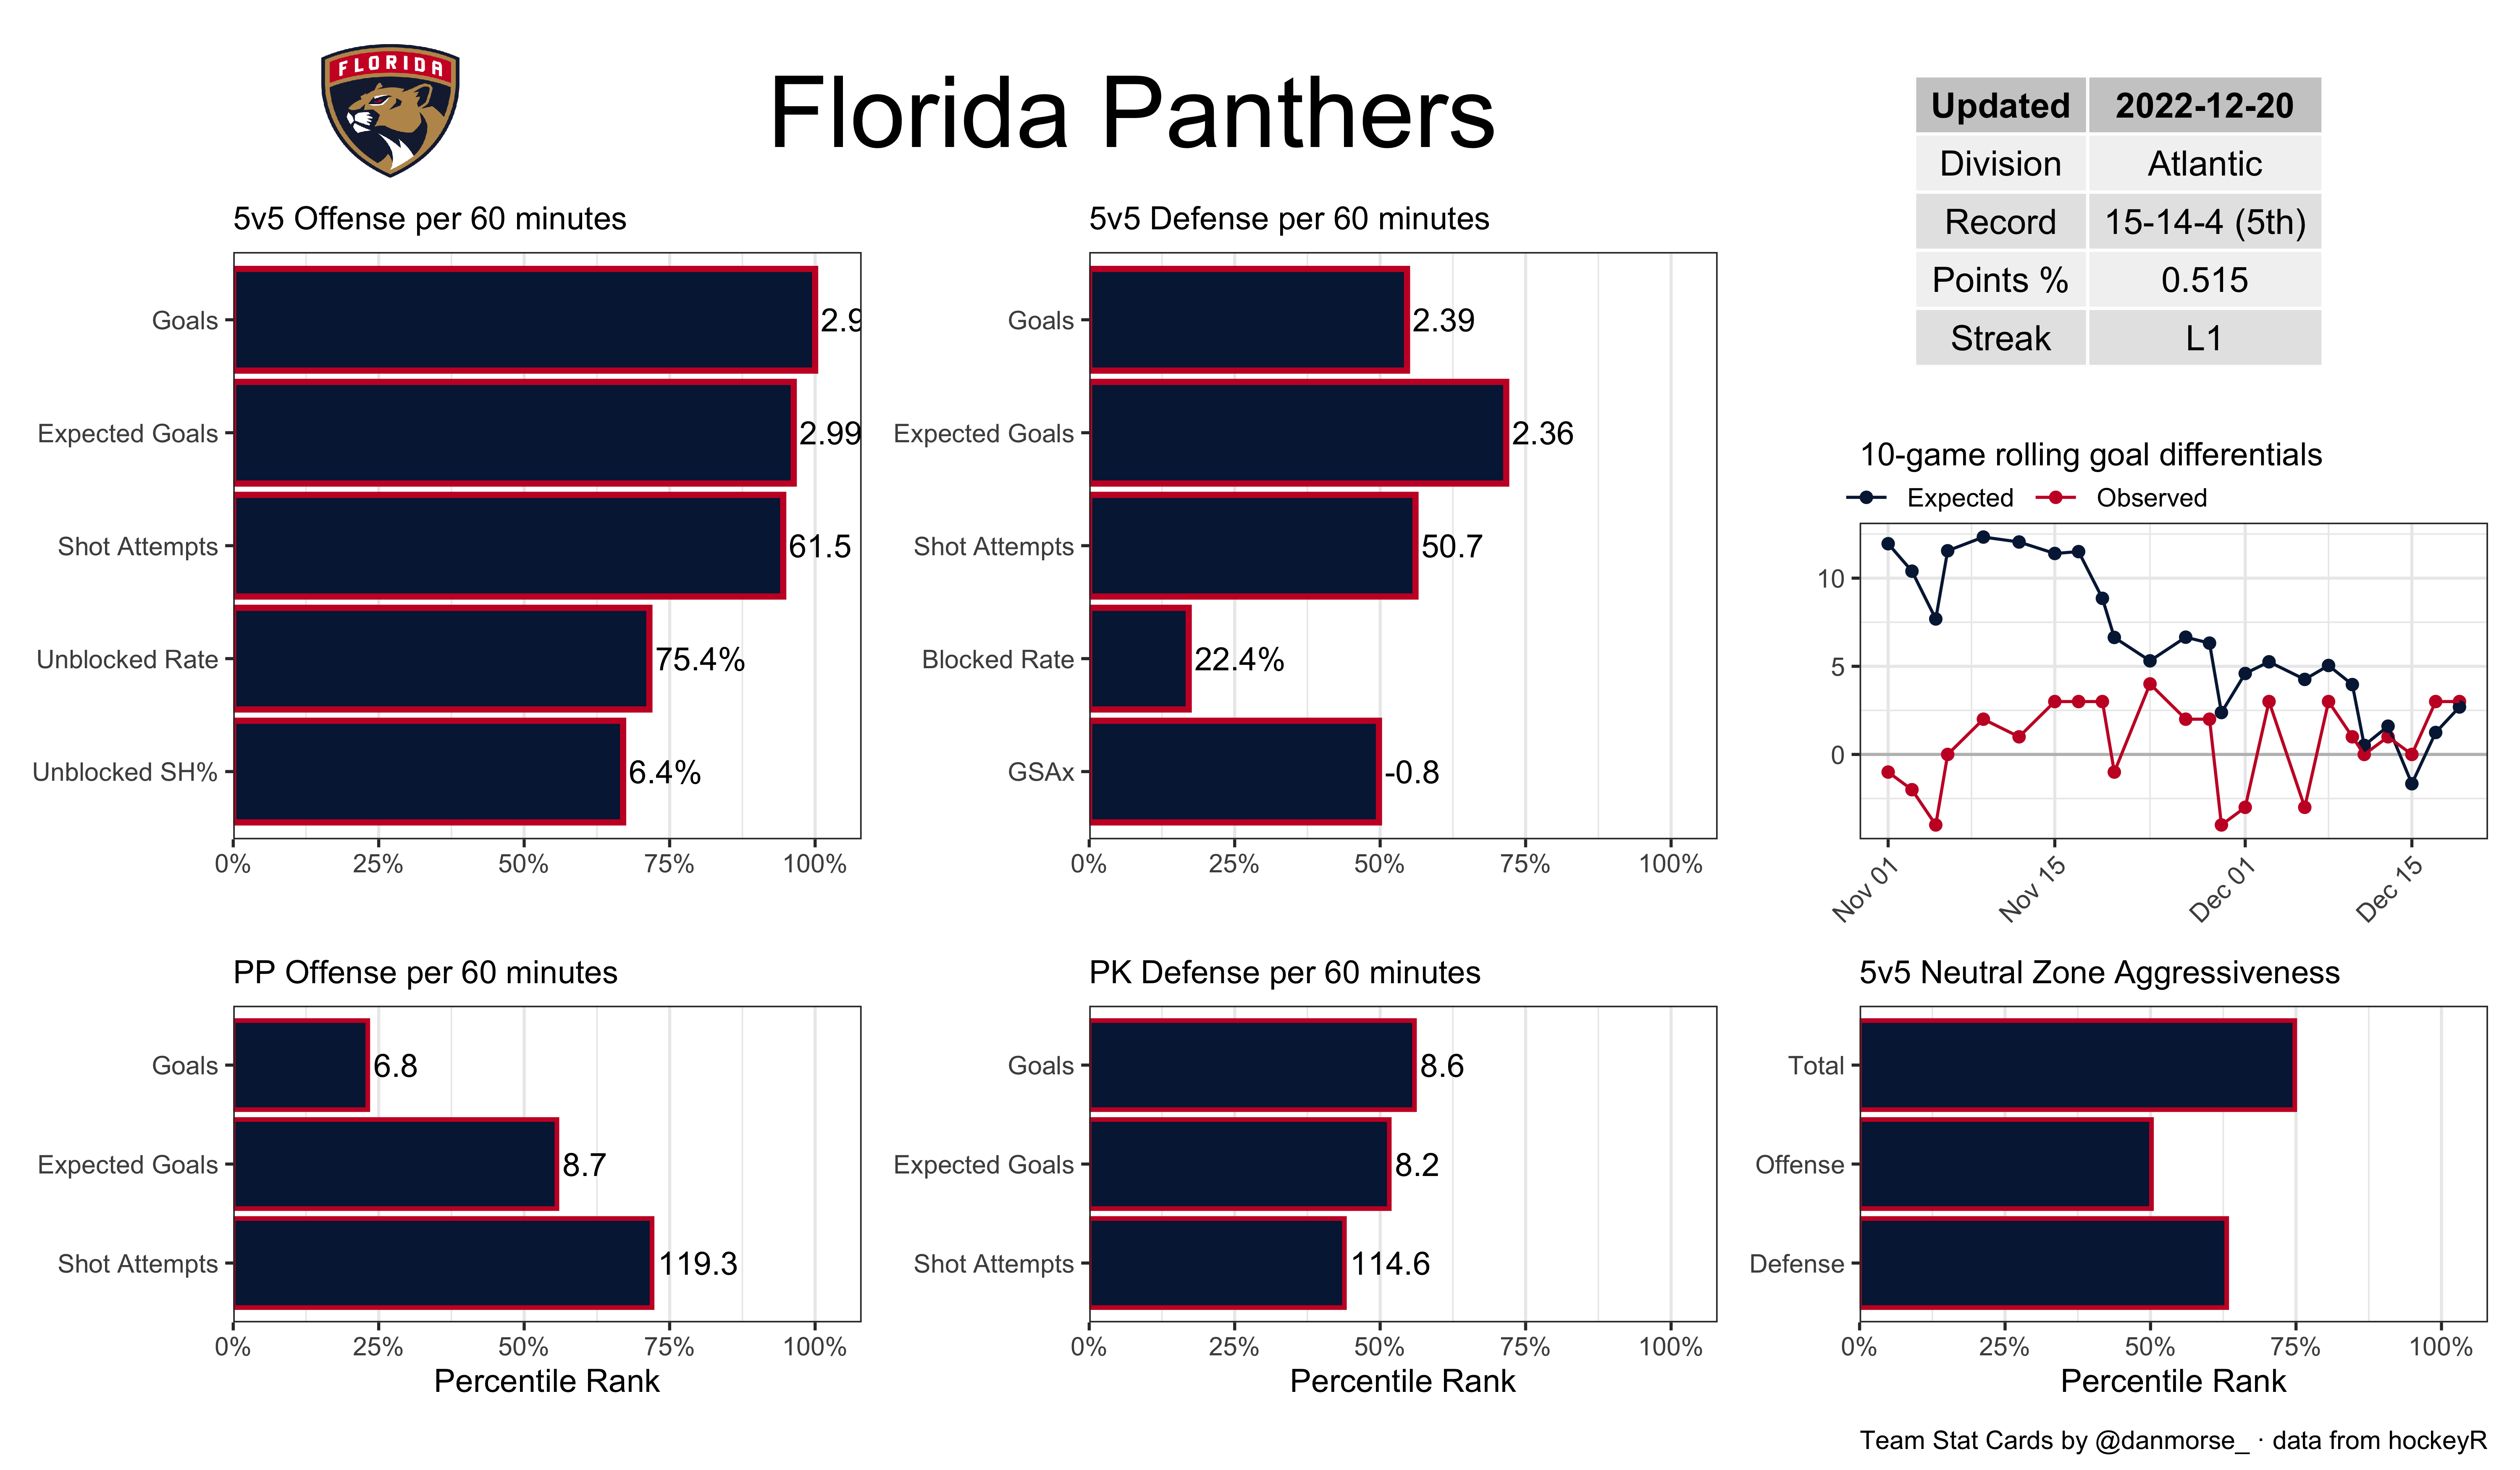 FLORIDA
Florida Panthers
Updated 2022-12-20
Division Atlantic
Record 15-14-4 (5th)
Points % 0.515
Streak L1
5v5 Offense per 60 minutes
Goals 2.9
Expected Goals 2.99
Shot Attempts 61.5
Unblocked Rate 75.4%
Unblocked SH% 6.4%
0% 25% 50% 75% 100%
5v5 Defense per 60 minutes
Goals 2.39
Expected Goals 2.36
Shot Attempts 50.7
Blocked Rate 22.4%
GSAx -0.8
0% 25% 50% 75% 100%
10-game rolling goal differentials
Expected Observed
10
5
0
Nov 01 Nov 15 Dec 01 Dec 15
PP Offense per 60 minutes
Goals 6.8
Expected Goals 8.7
Shot Attempts 119.3
0% 25% 50% 75% 100%
Percentile Rank
PK Defense per 60 minutes
Goals 8.6
Expected Goals 8.2
Shot Attempts 114.6
0% 25% 50% 75% 100%
Percentile Rank
5v5 Neutral Zone Aggressiveness
Total
Offense
Defense
0% 25% 50% 75% 100%
Percentile Rank
Team Stat Cards by @danmorse_ · data from hockeyR